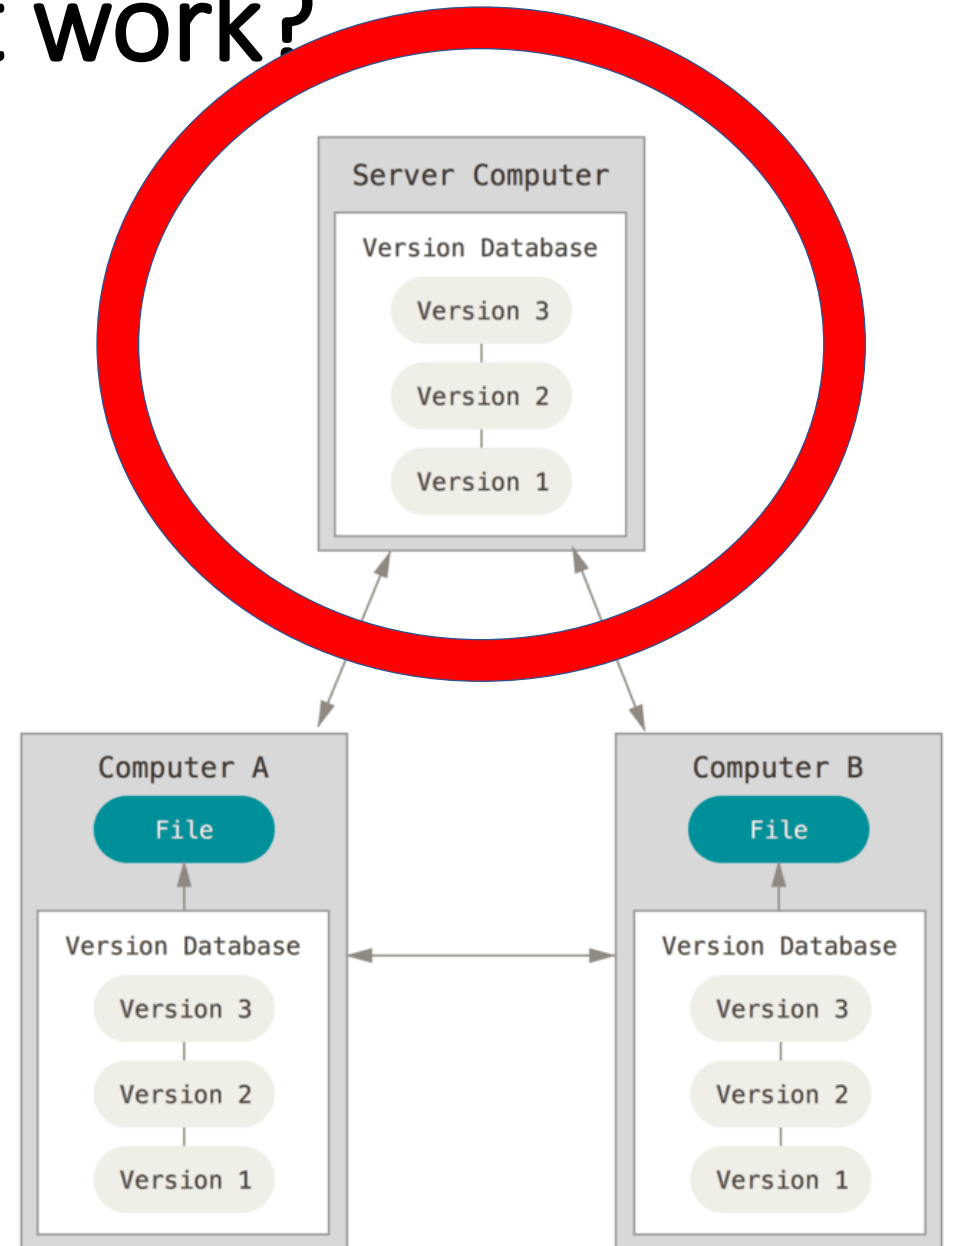 work?
Server Computer
Version Database
Version 3
Version 2
Version 1
Computer A
File
Version Database
Version 3
Version 2
Version 1
Computer B
File
Version Database
Version 3
Version 2
Version 1